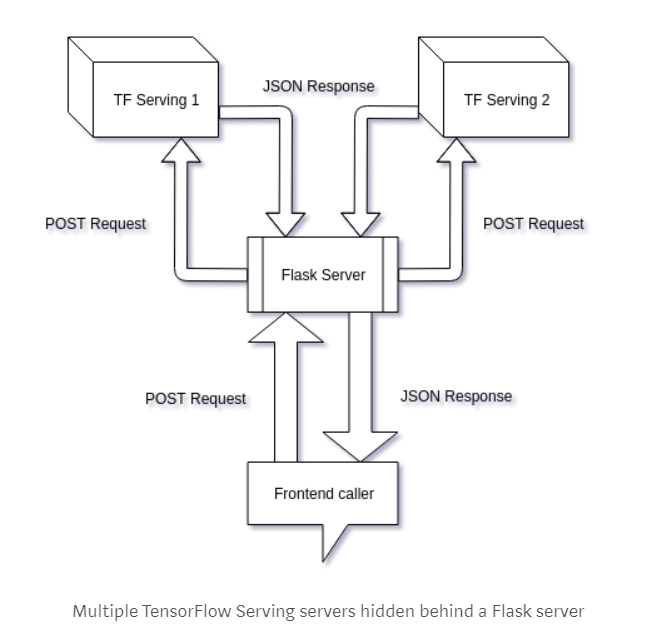 TF Serving 1
JSON Response
TF Serving 2
POST Request
POST Request
Flask Server
POST Request
JSON Response
Frontend caller
Multiple TensorFlow Serving servers hidden behind a Flask server